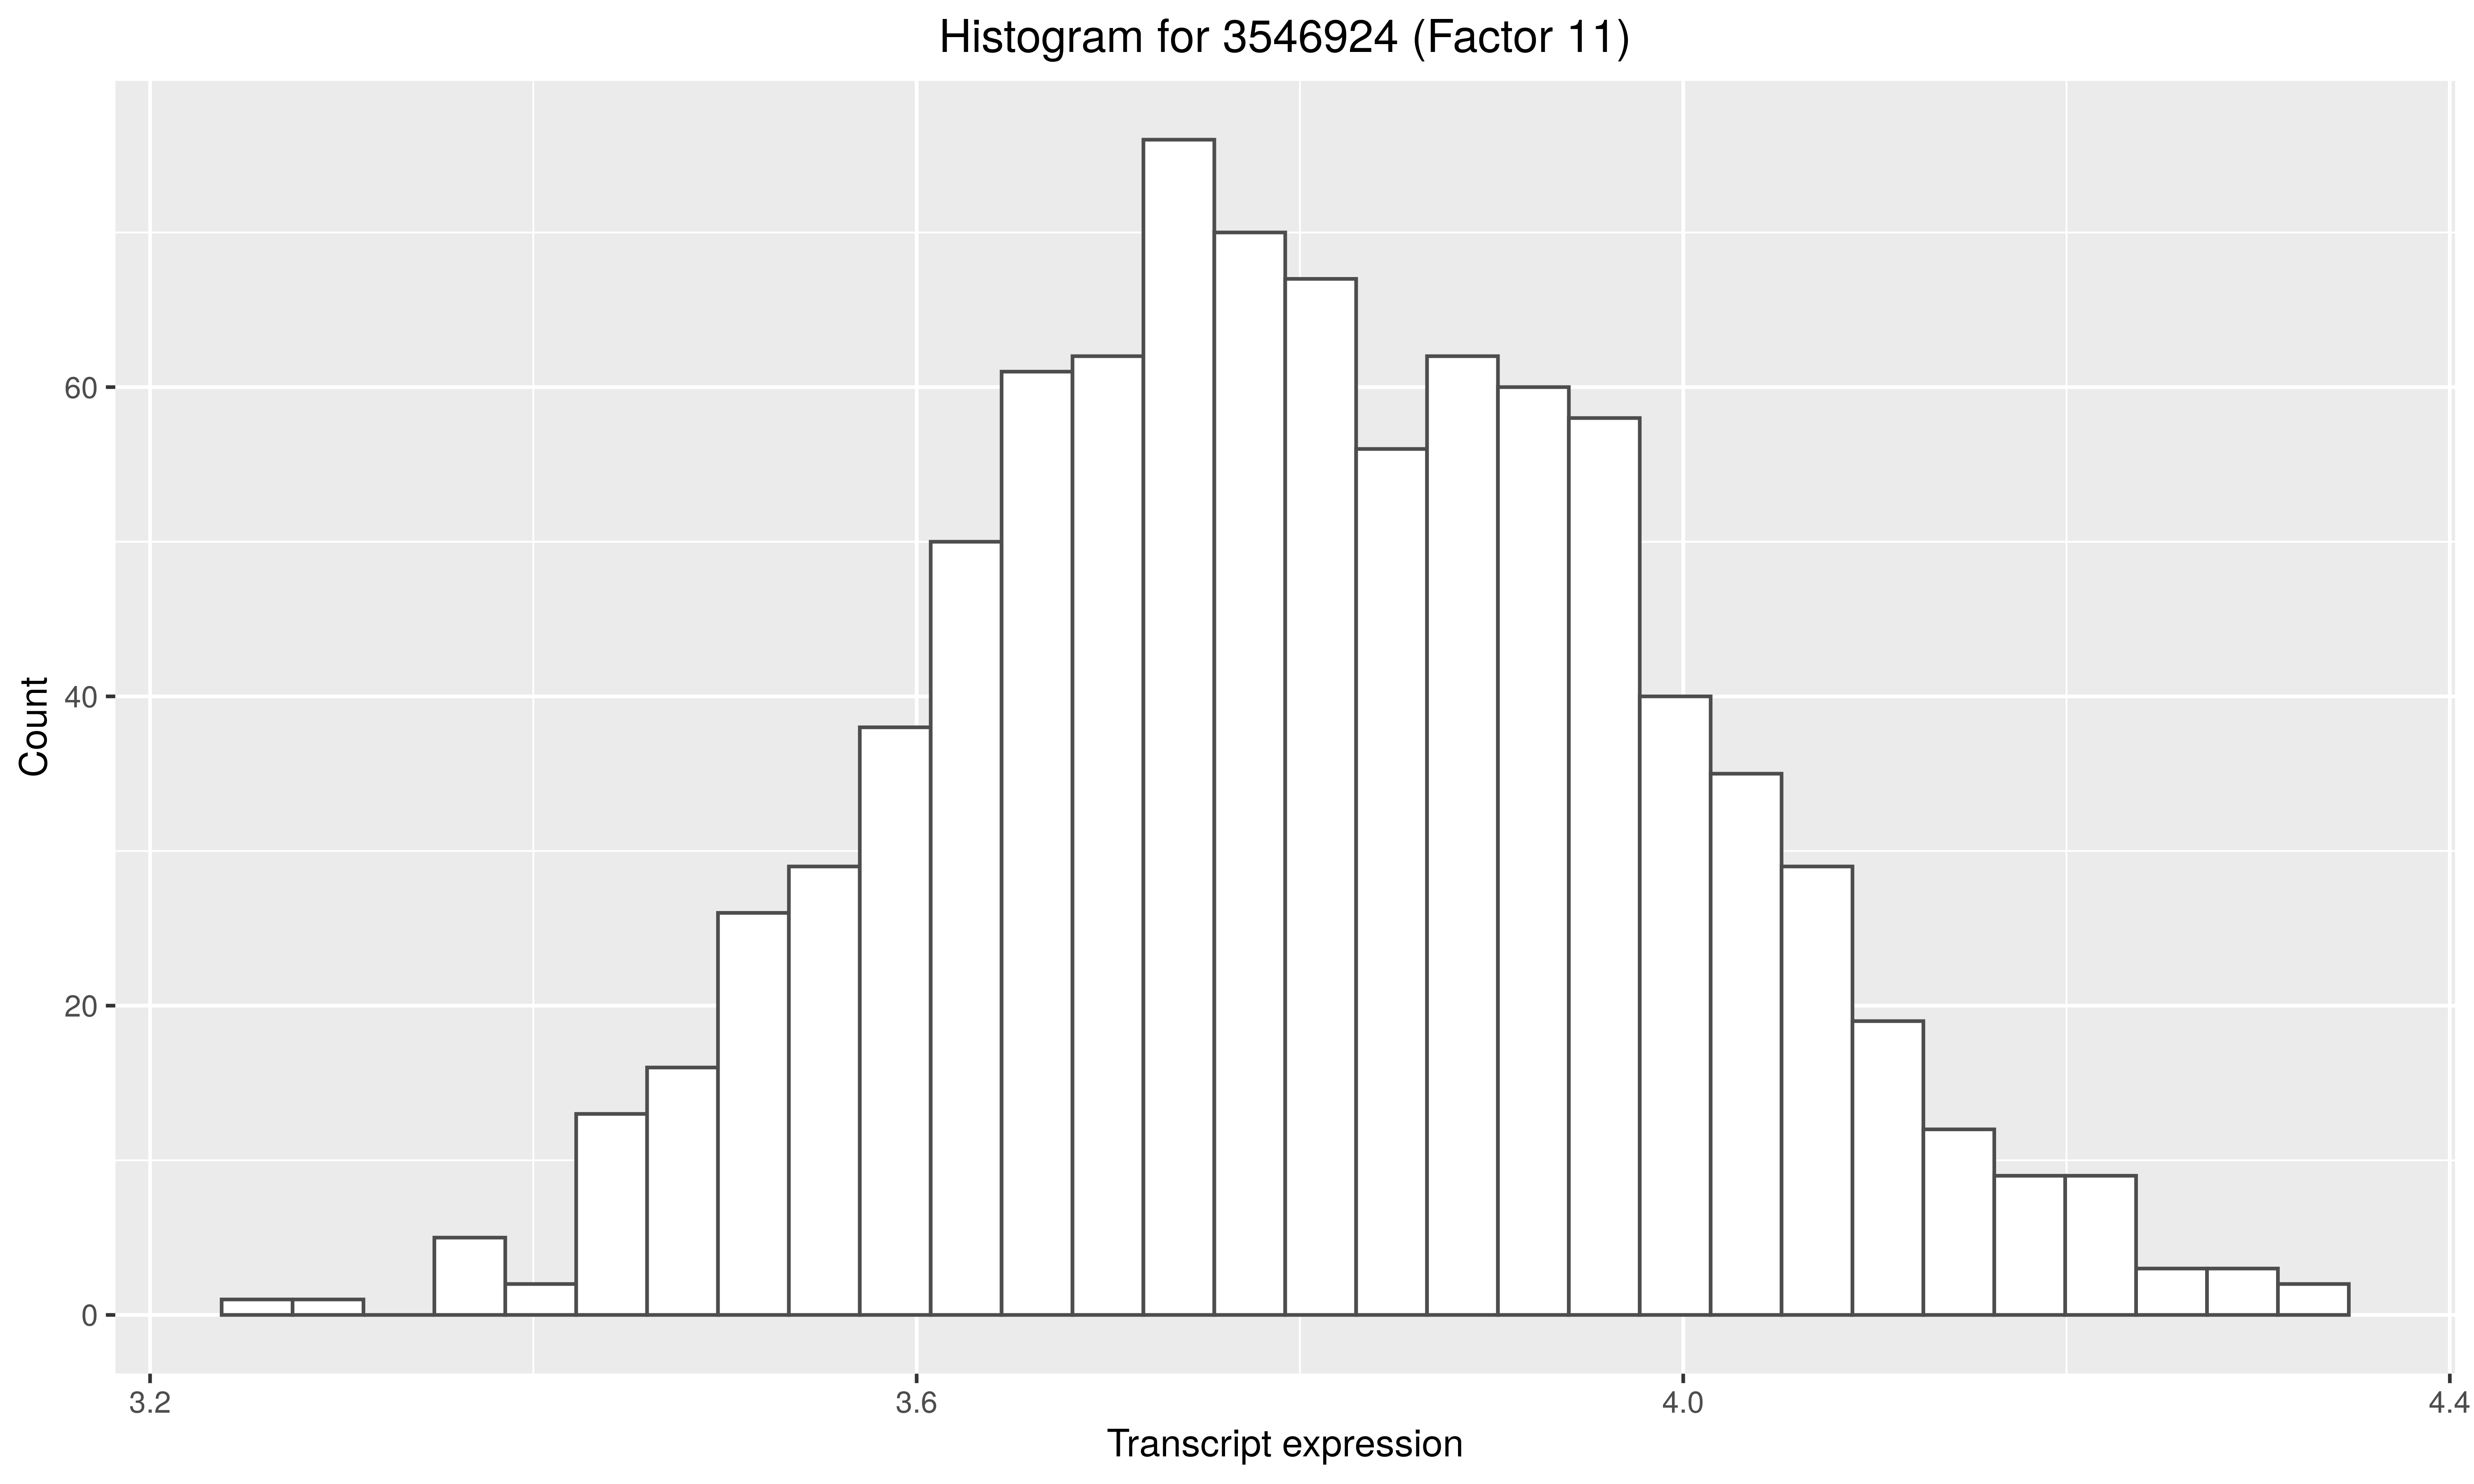 Histogram for 3546924 (Factor 11)
Count
60
40
20
0
3.2 3.6 4.0 4.4
Transcript expression